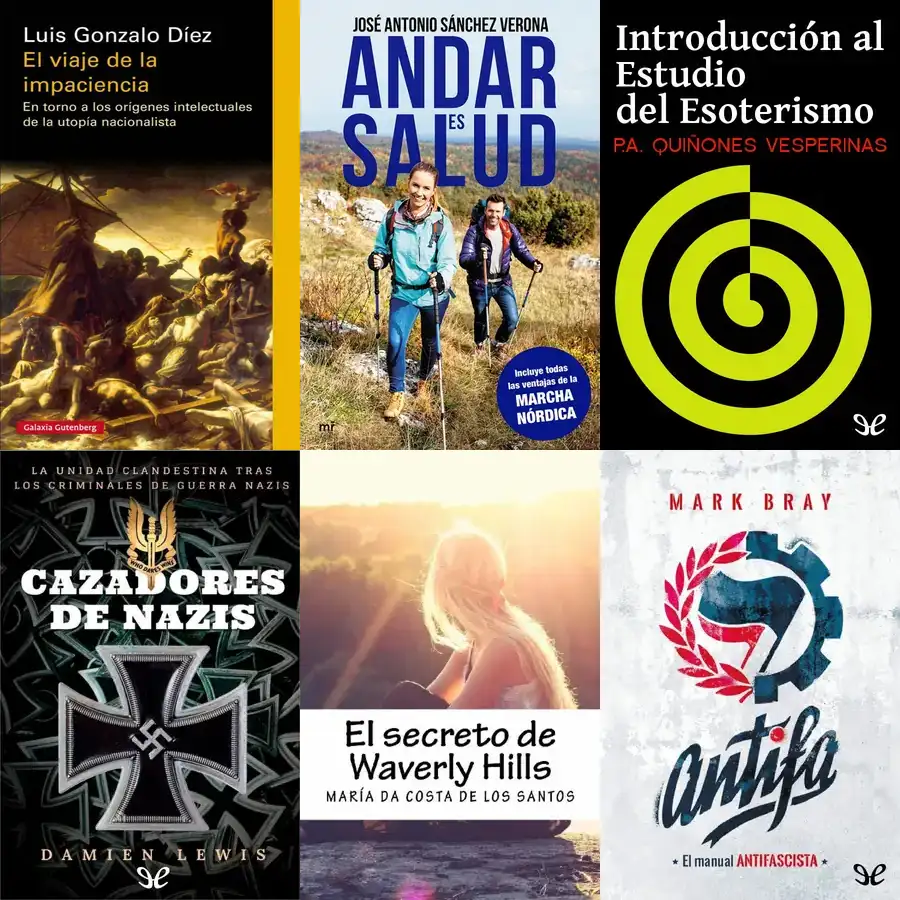 Luis Gonzalo Díez
El viaje de la
impaciencia
En torno a los orígenes intelectuales
de la utopía nacionalista
Galaxia Gutenberg
JOSÉ ANTONIO SÁNCHEZ VERONA
ANDAR
ES
SALUD
Incluye todas
las ventajas de la
MARCHA
NÓRDICA
mr
Introducción al
Estudio
del Esoterismo
P.A. QUIÑONES VESPERINAS
LA UNIDAD CLANDESTINA TRAS
LOS CRIMINALES DE GUERRA NAZIS
WHO DARES WINS
CAZADORES
DE NAZIS
DAMIEN LEWIS
El secreto de
Waverly Hills
MARÍA DA COSTA DE LOS SANTOS
MARK BRAY
antifa
El manual ANTIFASCISTA